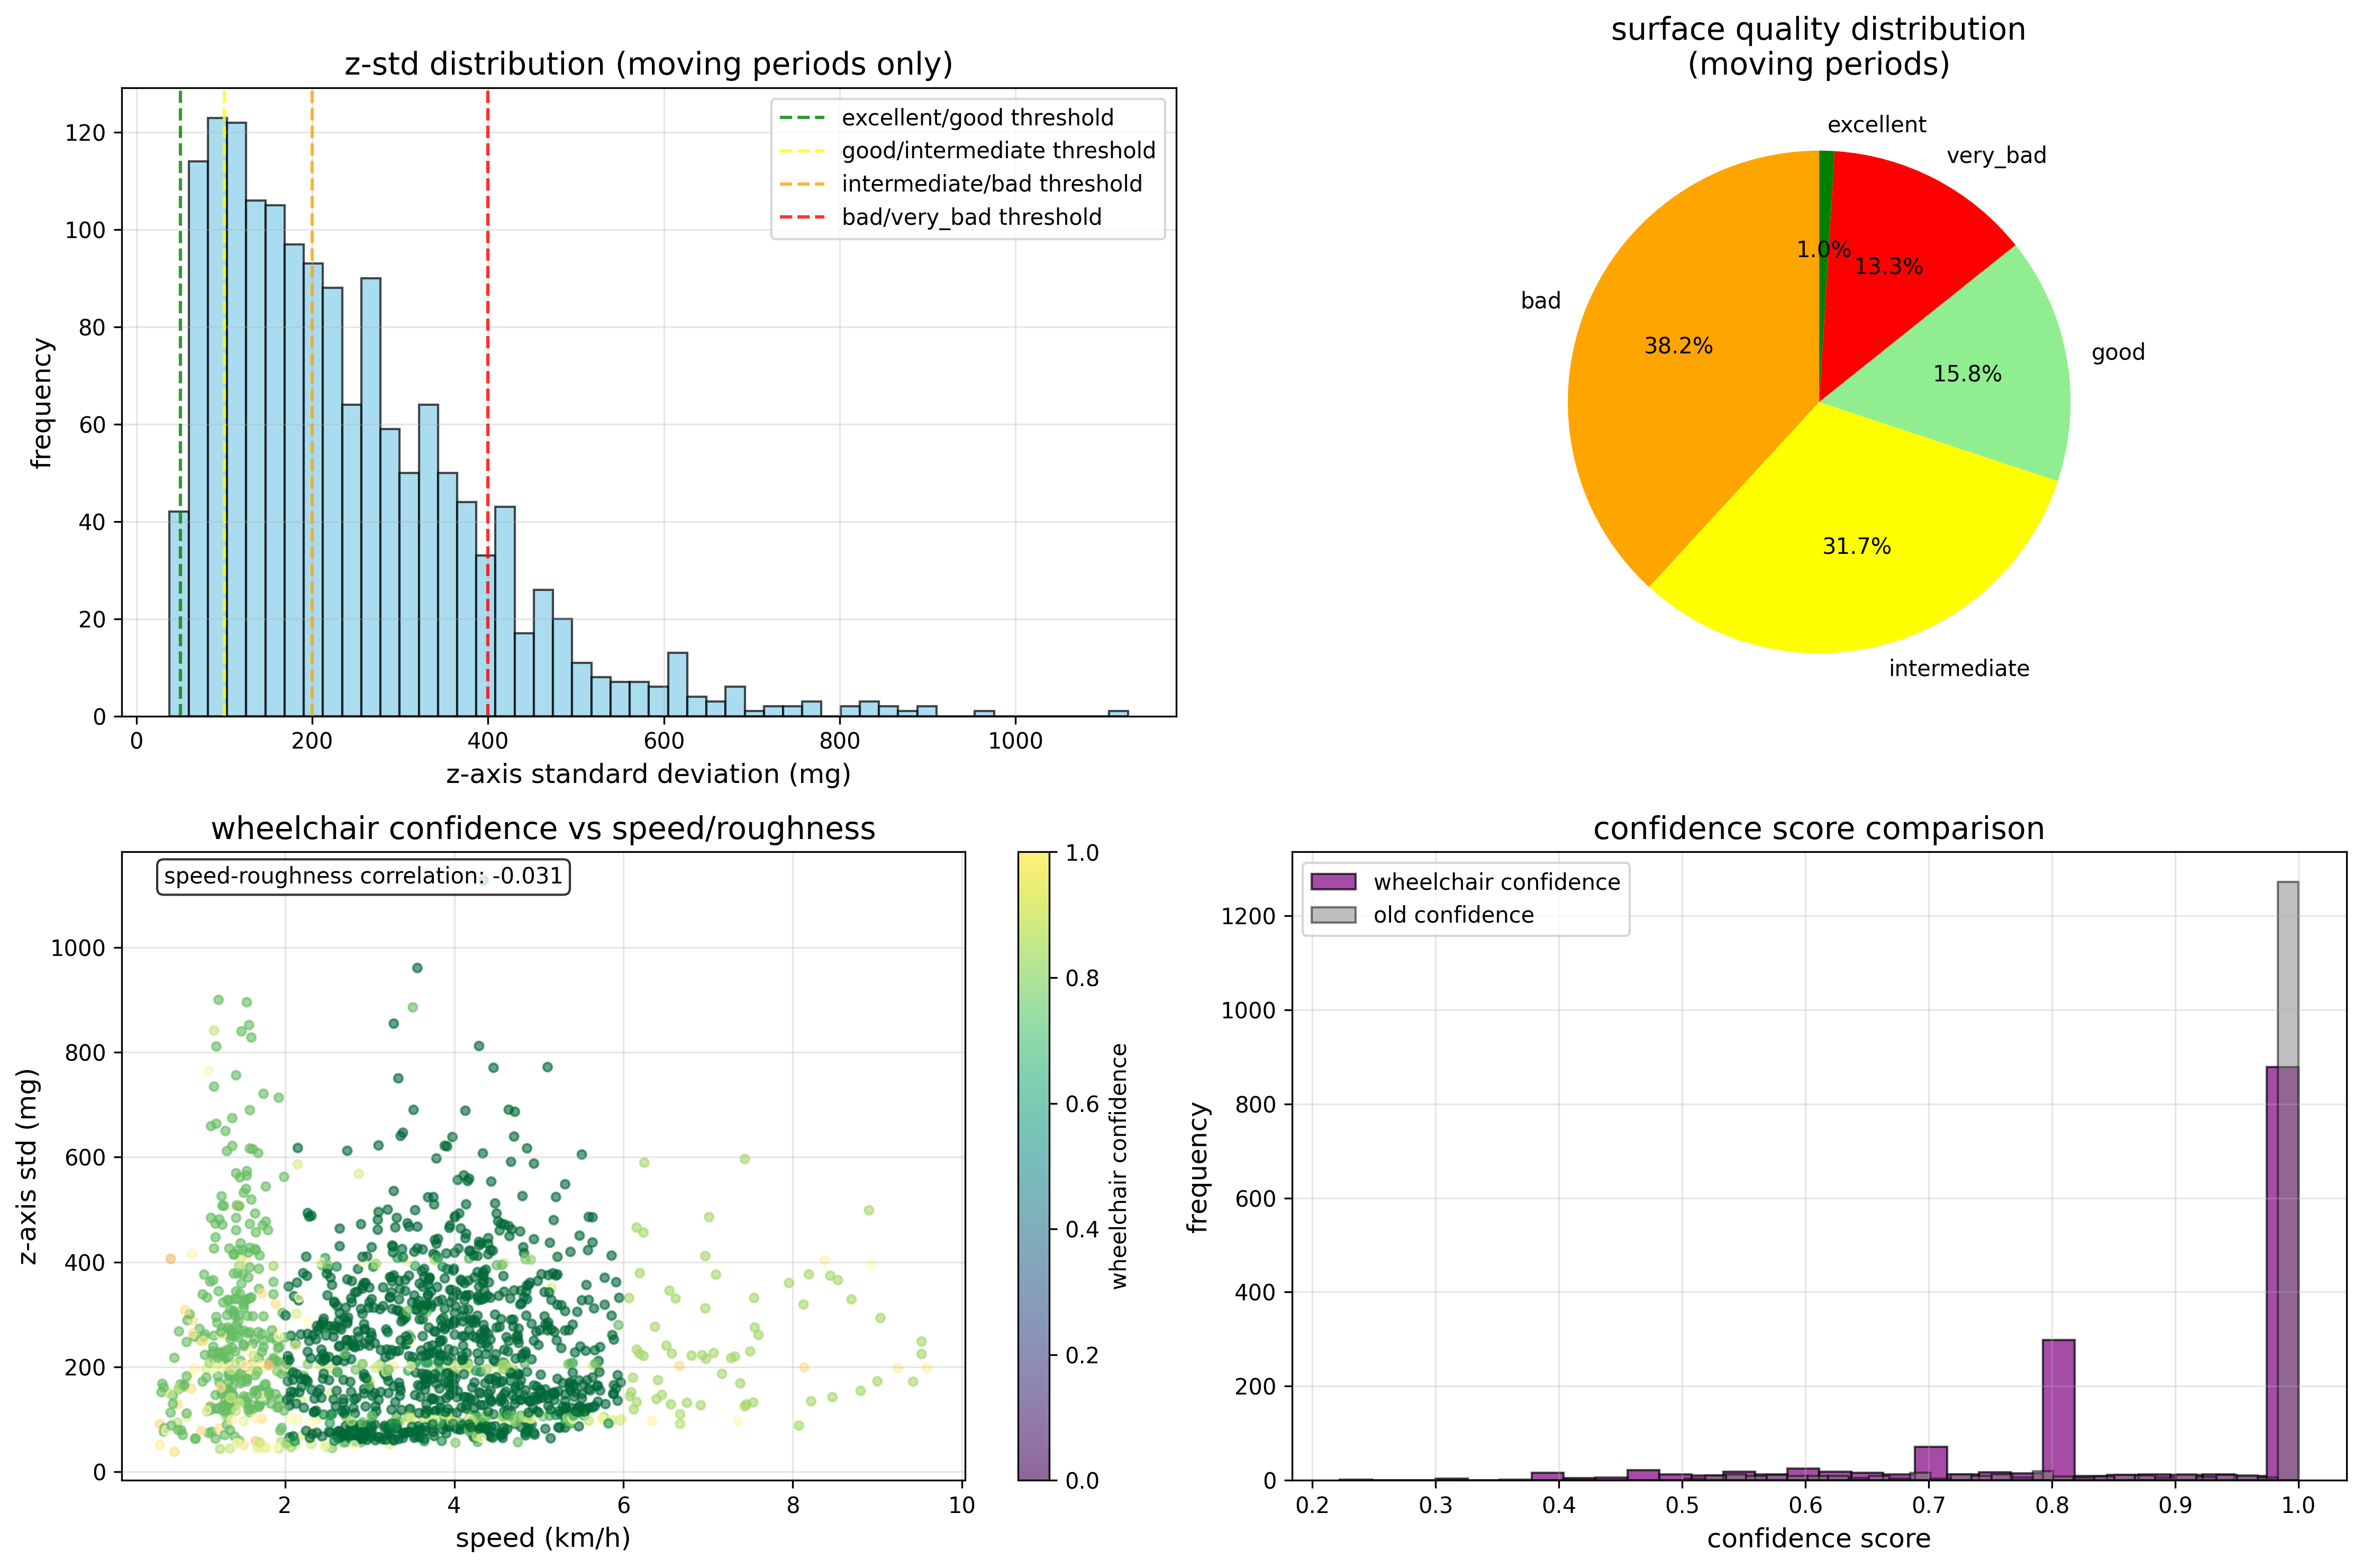 z-std distribution (moving periods only)
excellent/good threshold
good/intermediate threshold
intermediate/bad threshold
bad/very_bad threshold
120
100
80
60
40
20
0
frequency
0 200 400 600 800 1000
z-axis standard deviation (mg)
surface quality distribution
(moving periods)
excellent
very_bad
1.0%
13.3%
bad
38.2%
good
15.8%
31.7%
intermediate
wheelchair confidence vs speed/roughness
speed-roughness correlation: -0.031
1000
800
600
400
200
0
z-axis std (mg)
2 4 6 8 10
speed (km/h)
1.0
0.8
0.6
0.4
0.2
0.0
wheelchair confidence
confidence score comparison
wheelchair confidence
old confidence
1200
1000
800
600
400
200
0
frequency
0.2 0.3 0.4 0.5 0.6 0.7 0.8 0.9 1.0
confidence score